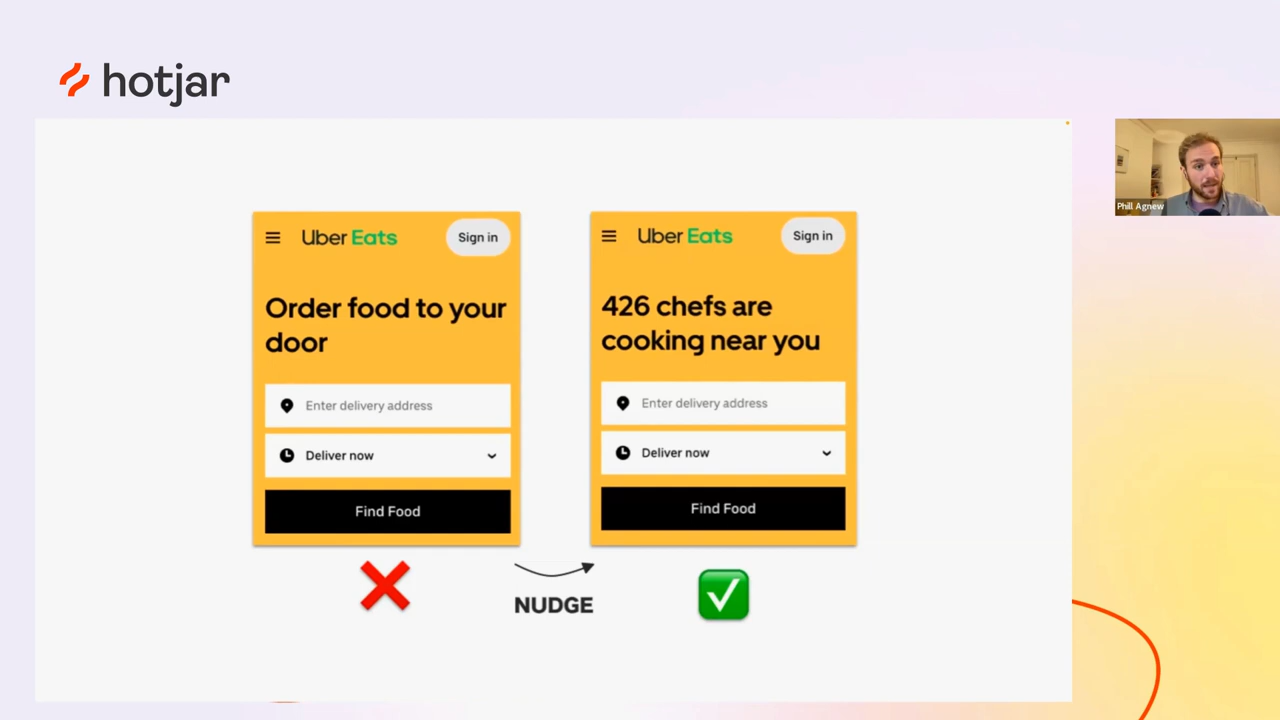 hotjar
Uber Eats
Sign in
Order food to your
door
Enter delivery address
Deliver now
Find Food
Uber Eats
Sign in
426 chefs are
cooking near you
Enter delivery address
Deliver now
Find Food
NUDGE
Phill Agnew